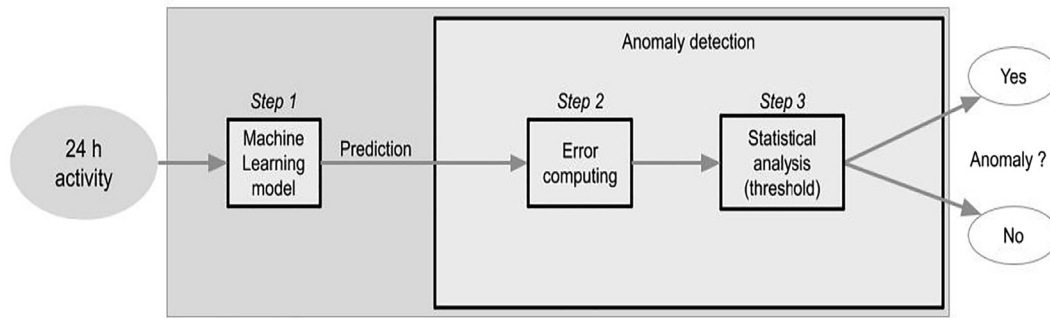 Anomaly detection
24 h
activity
Step 1
Machine
Learning
model
Prediction
Step 2
Error
computing
Step 3
Statistical
analysis
(threshold)
Yes
Anomaly ?
No